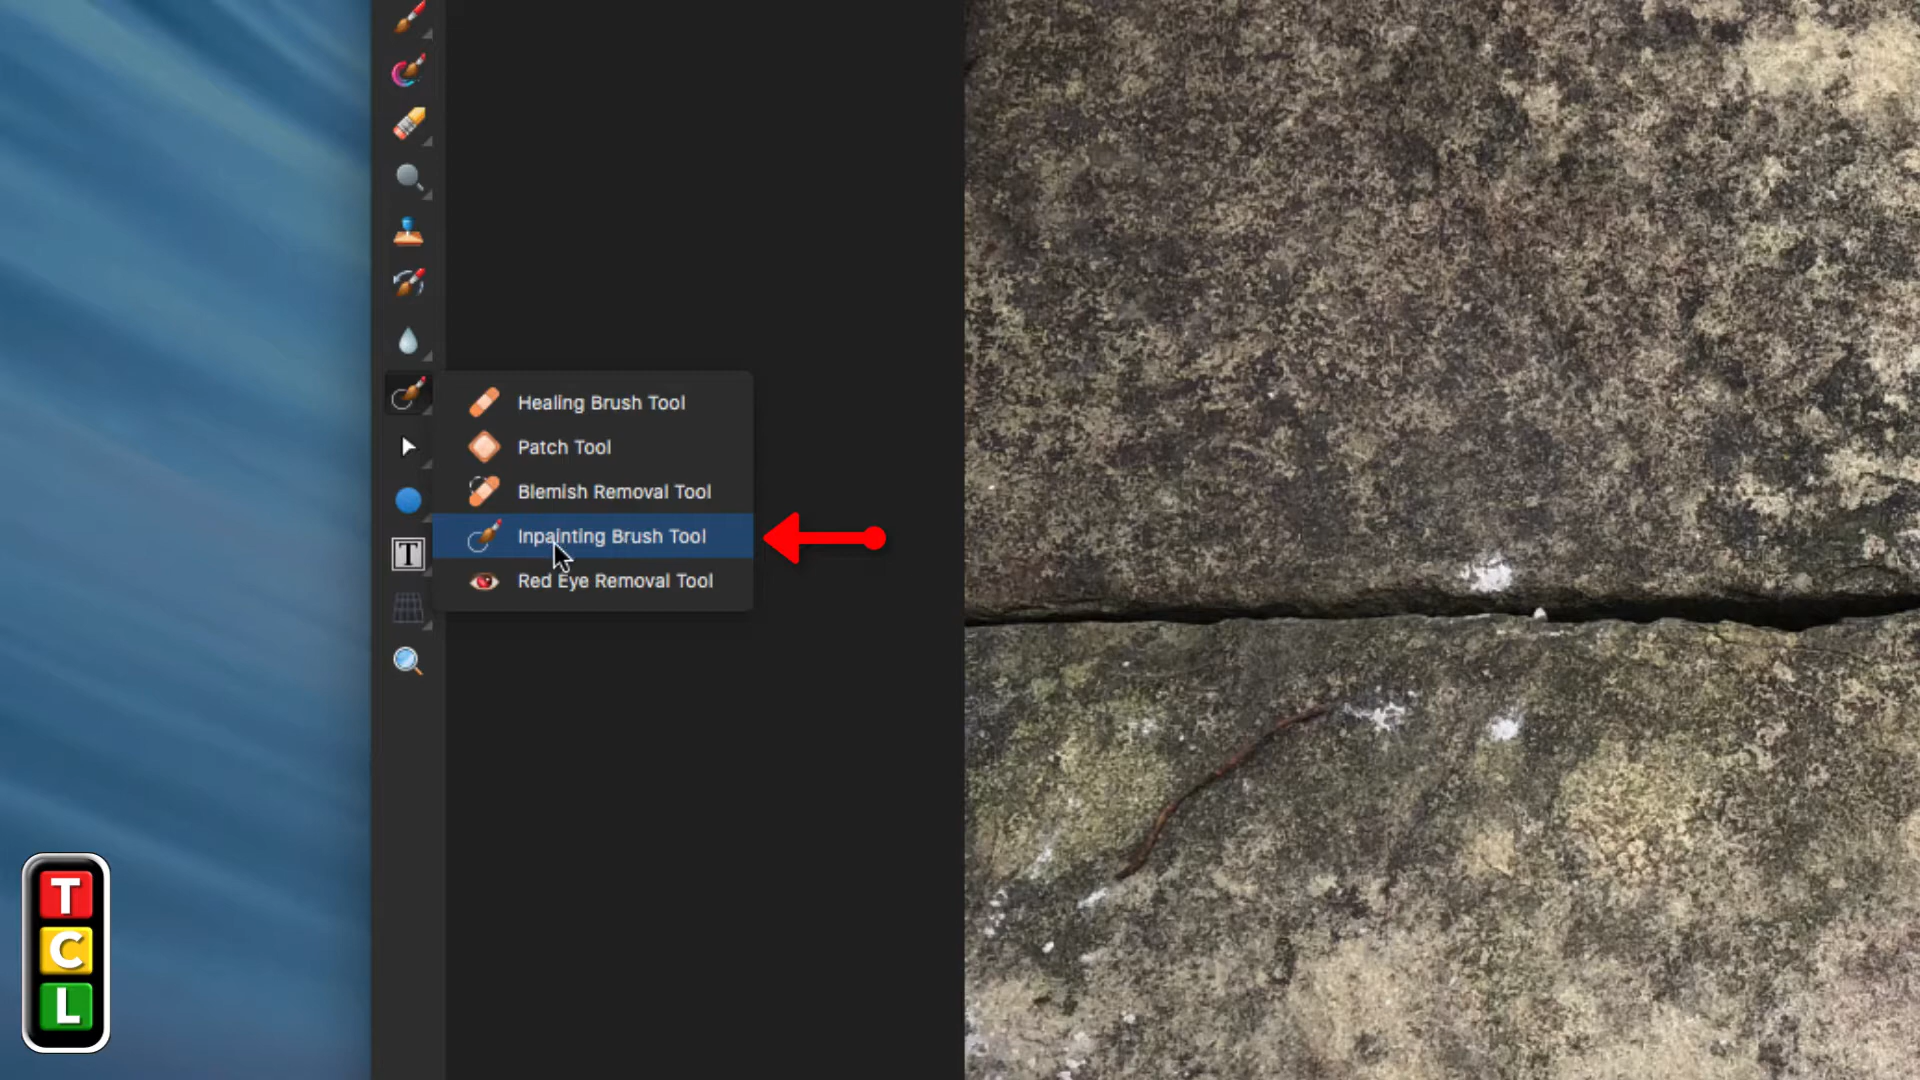 Healing Brush Tool
Patch Tool
Blemish Removal Tool
Inpainting Brush Tool
Red Eye Removal Tool
T
T
C
L